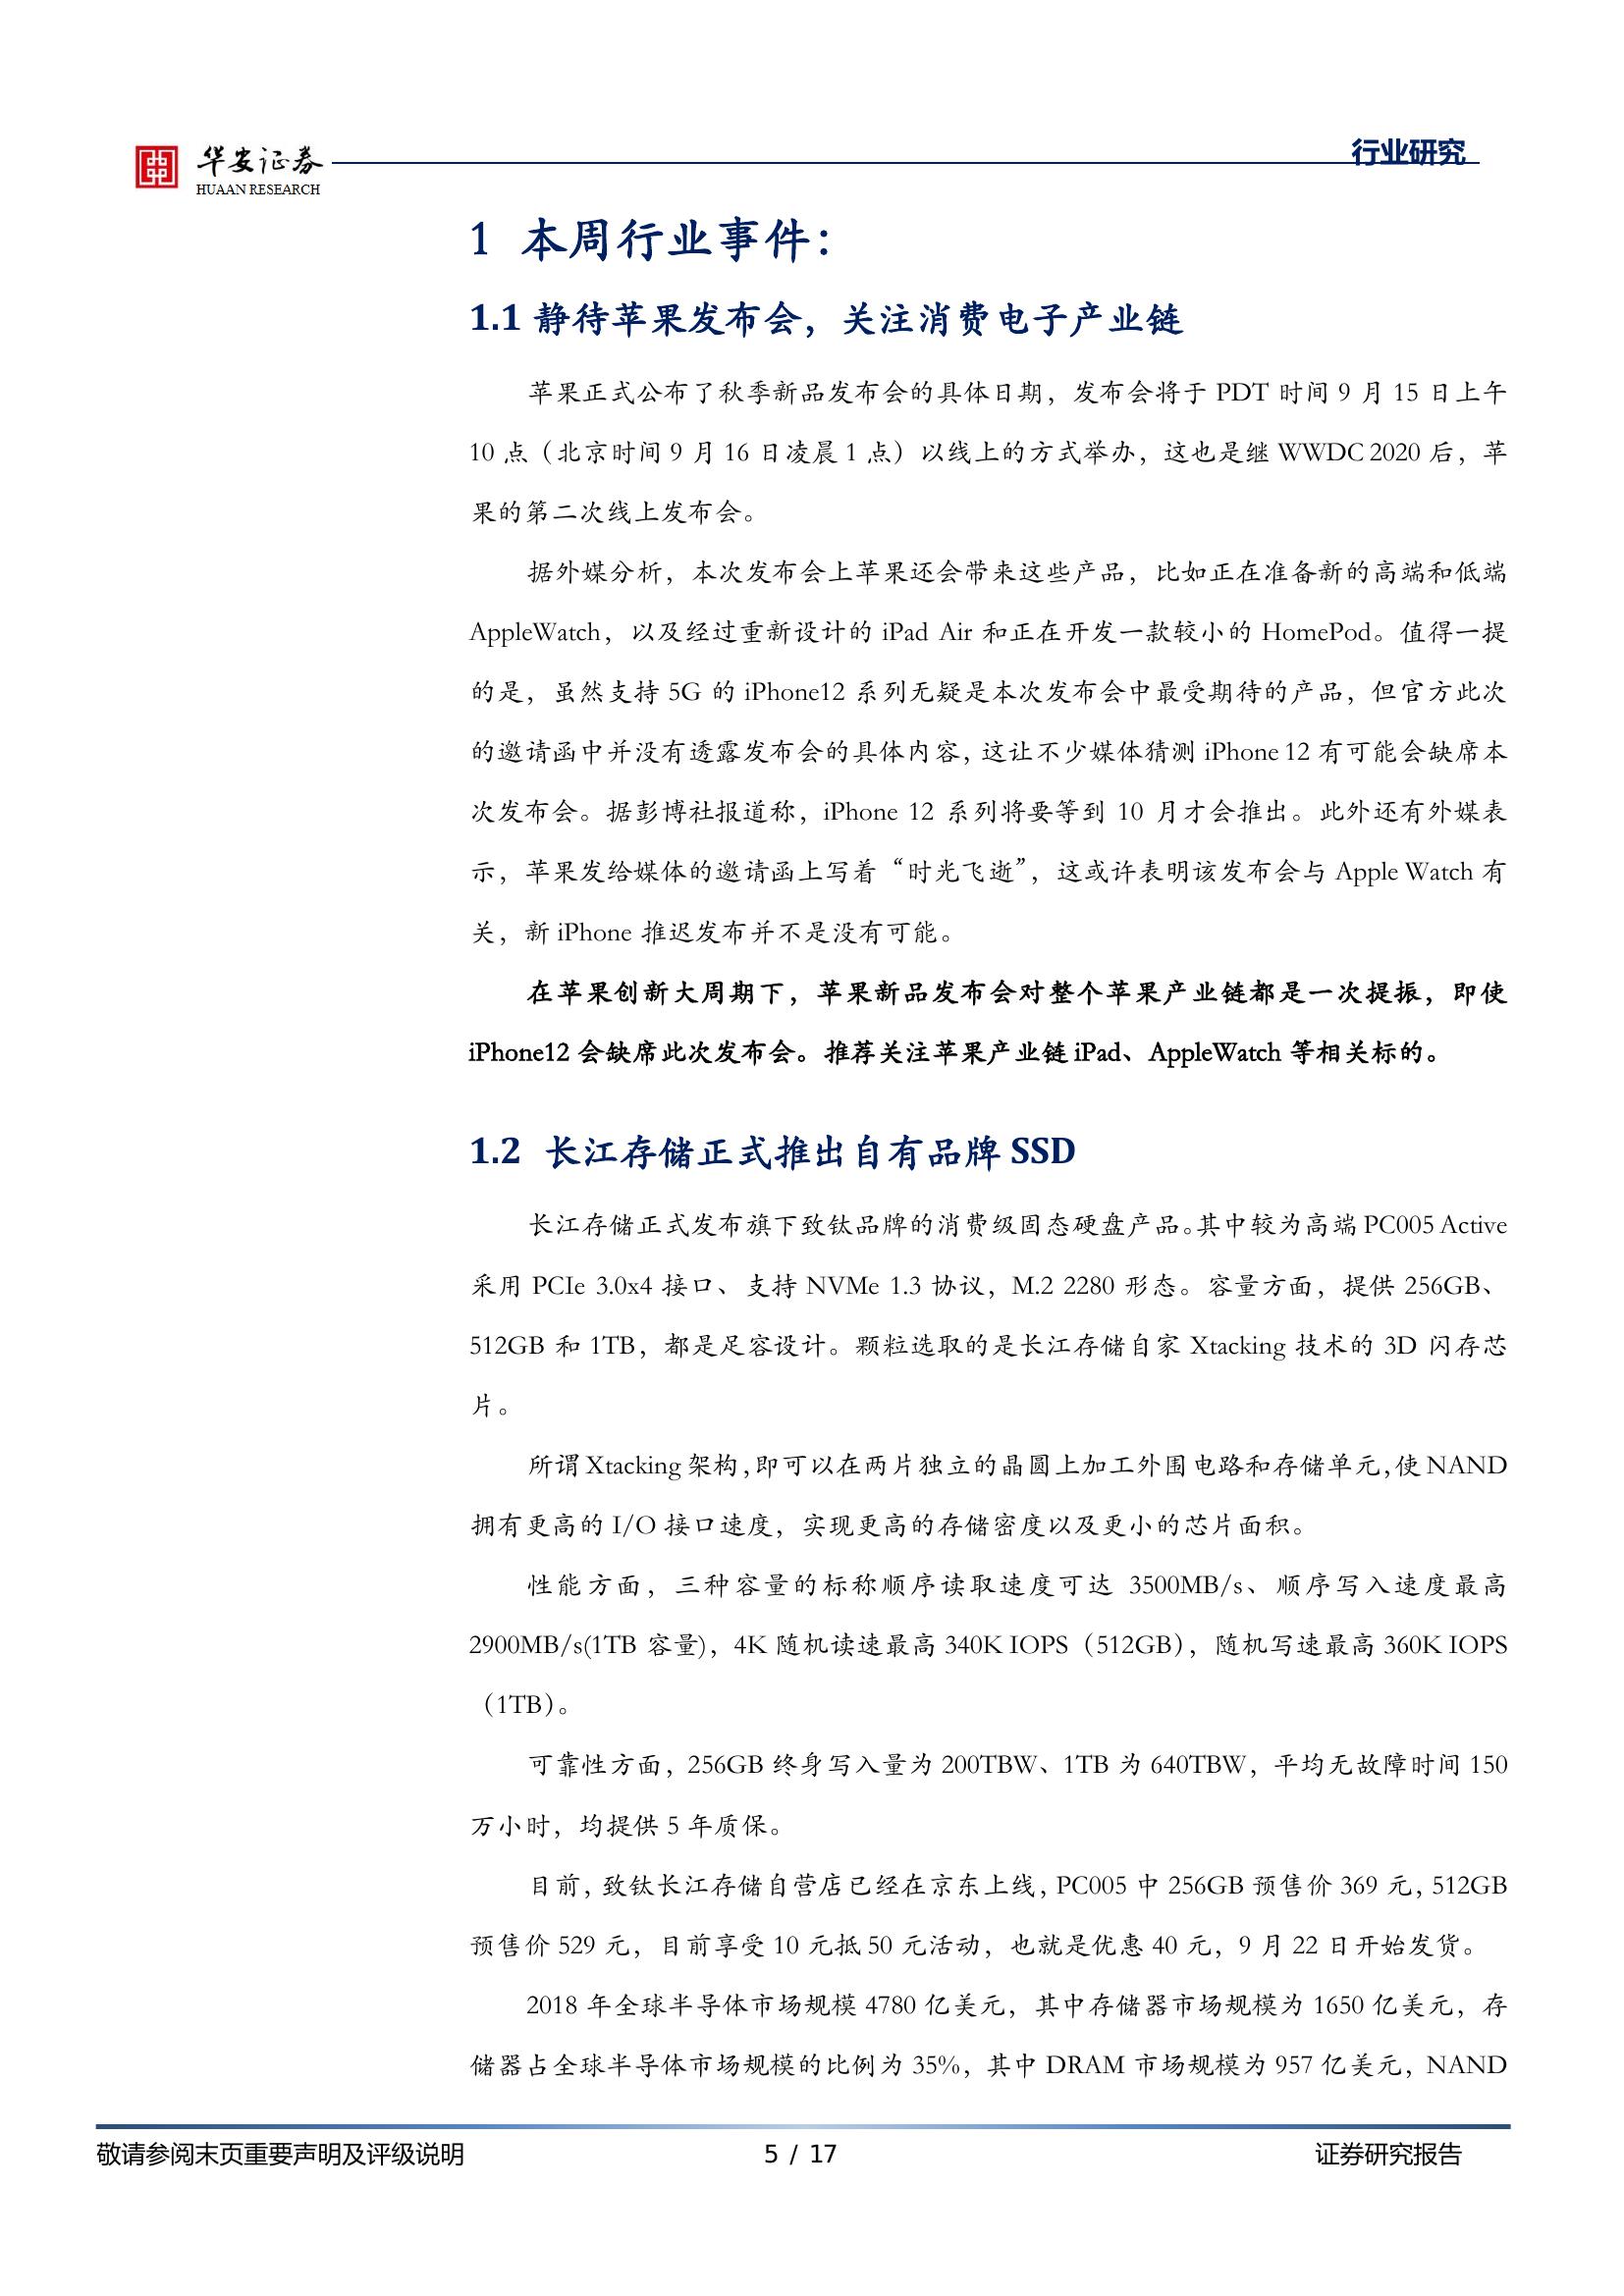 华安证券
HUAAN RESEARCH
行业研究
1 本周行业事件：
1.1 静待苹果发布会，关注消费电子产业链
苹果正式公布了秋季新品发布会的具体日期，发布会将于 PDT 时间 9 月 15 日上午
10 点（北京时间 9 月 16 日凌晨 1 点）以线上的方式举办，这也是继 WWDC 2020 后，苹
果的第二次线上发布会。
据外媒分析，本次发布会上苹果还会带来这些产品，比如正在准备新的高端和低端
AppleWatch，以及经过重新设计的 iPad Air 和正在开发一款较小的 HomePod。值得一提
的是，虽然支持 5G 的 iPhone12 系列无疑是本次发布会中最受期待的产品，但官方此次
的邀请函中并没有透露发布会的具体内容，这让不少媒体猜测 iPhone 12 有可能会缺席本
次发布会。据彭博社报道称，iPhone 12 系列将要等到 10 月才会推出。此外还有外媒表
示，苹果发给媒体的邀请函上写着“时光飞逝”，这或许表明该发布会与 Apple Watch 有
关，新 iPhone 推迟发布并不是没有可能。
在苹果创新大周期下，苹果新品发布会对整个苹果产业链都是一次提振，即使
iPhone12 会缺席此次发布会。推荐关注苹果产业链 iPad、AppleWatch 等相关标的。
1.2 长江存储正式推出自有品牌 SSD
长江存储正式发布旗下致钛品牌的消费级固态硬盘产品。其中较为高端 PC005 Active
采用 PCIe 3.0x4 接口、支持 NVMe 1.3 协议，M.2 2280 形态。容量方面，提供 256GB、
512GB 和 1TB，都是足容设计。颗粒选取的是长江存储自家 Xtacking 技术的 3D 闪存芯
片。
所谓 Xtacking 架构，即可以在两片独立的晶圆上加工外围电路和存储单元，使 NAND
拥有更高的 I/O 接口速度，实现更高的存储密度以及更小的芯片面积。
性能方面，三种容量的标称顺序读取速度可达 3500MB/s、顺序写入速度最高
2900MB/s(1TB 容量)，4K 随机读速最高 340K IOPS（512GB），随机写速最高 360K IOPS
（1TB）。
可靠性方面，256GB 终身写入量为 200TBW、1TB 为 640TBW，平均无故障时间 150
万小时，均提供 5 年质保。
目前，致钛长江存储自营店已经在京东上线，PC005 中 256GB 预售价 369 元，512GB
预售价 529 元，目前享受 10 元抵 50 元活动，也就是优惠 40 元，9 月 22 日开始发货。
2018 年全球半导体市场规模 4780 亿美元，其中存储器市场规模为 1650 亿美元，存
储器占全球半导体市场规模的比例为 35%，其中 DRAM 市场规模为 957 亿美元，NAND
敬请参阅末页重要声明及评级说明
5 / 17
证券研究报告